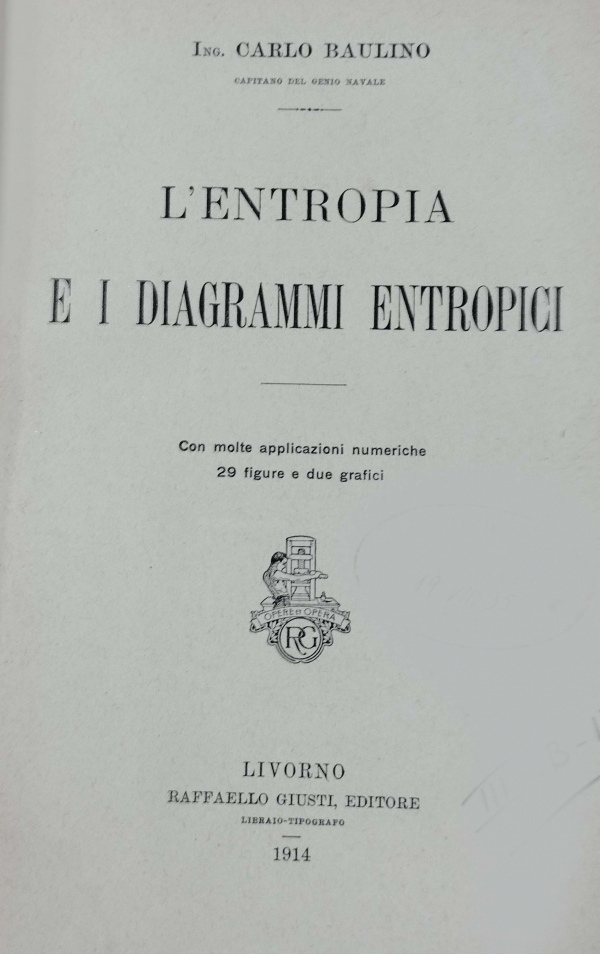 Ing. CARLO BAULINO
CAPITANO DEL GENIO NAVALE
L'ENTROPIA
E I DIAGRAMMI ENTROPICI
Con molte applicazioni numeriche
29 figure e due grafici
OPERE ET OPERA
RG
LIVORNO
RAFFAELLO GIUSTI, EDITORE
LIBRAIO-TIPOGRAFO
1914